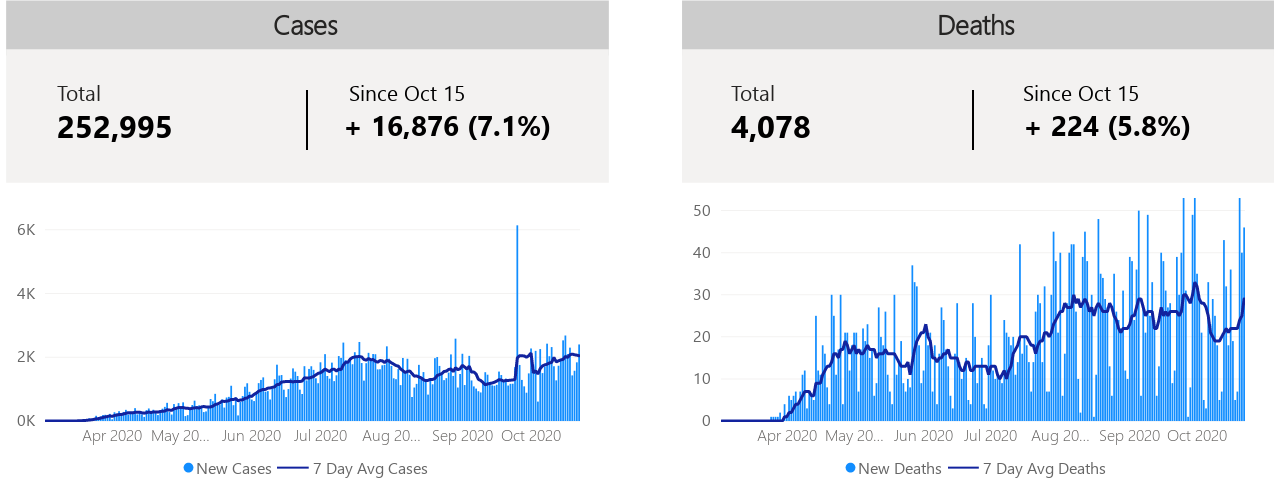 Cases
Total
252,995
Since Oct 15
+ 16,876 (7.1%)
6K
4K
2K
0K
Apr 2020 May 20... Jun 2020 Jul 2020 Aug 20... Sep 2020 Oct 2020
New Cases 7 Day Avg Cases
Deaths
Total
4,078
Since Oct 15
+ 224 (5.8%)
50
40
30
20
10
0
Apr 2020 May 20... Jun 2020 Jul 2020 Aug 20... Sep 2020 Oct 2020
New Deaths 7 Day Avg Deaths